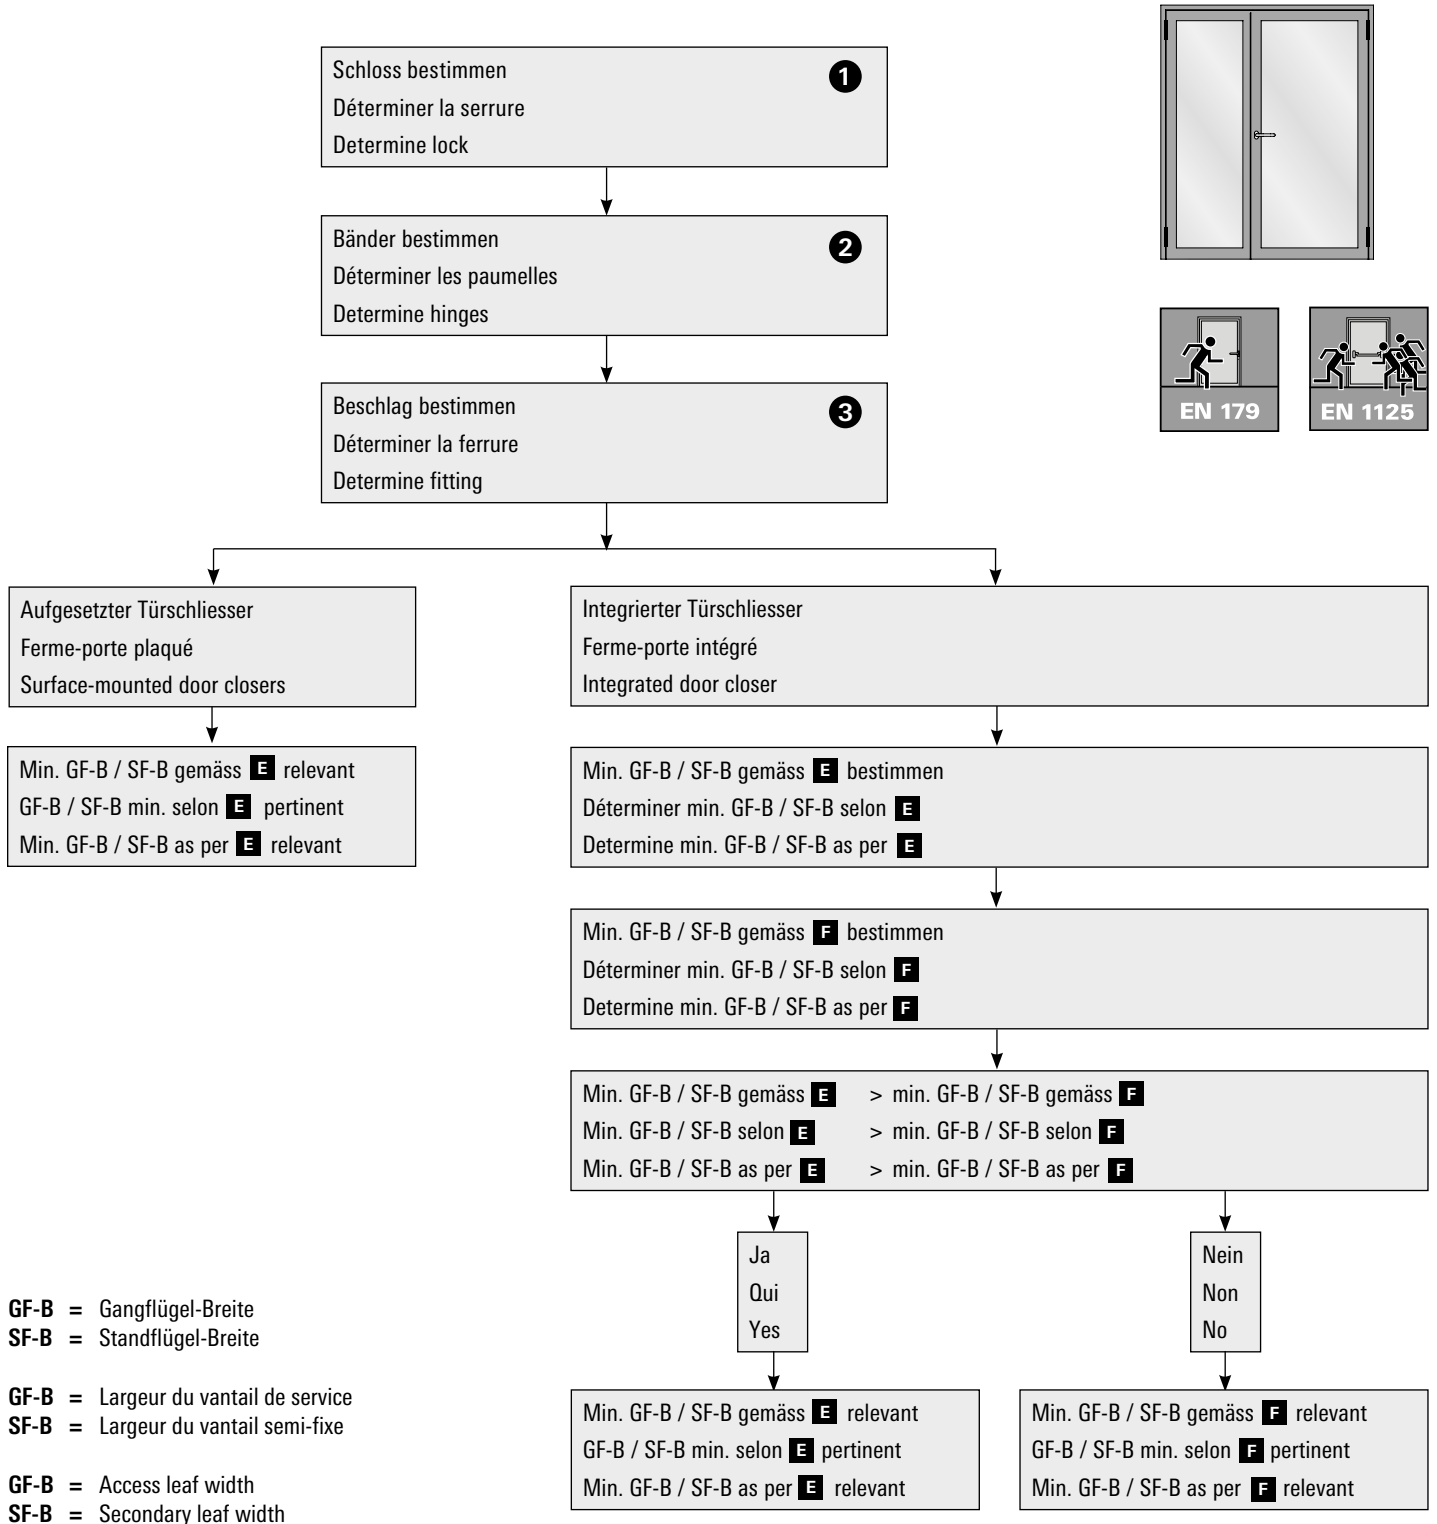 Schloss bestimmen
1
Déterminer la serrure
Determine lock
Bänder bestimmen
2
Déterminer les paumelles
Determine hinges
EN 179
EN 1125
Beschlag bestimmen
3
Déterminer la ferrure
Determine fitting
Aufgesetzter Türschliesser
Ferme-porte plaqué
Surface-mounted door closers
Integrierter Türschliesser
Ferme-porte intégré
Integrated door closer
Min. GF-B / SF-B gemäss E relevant
GF-B / SF-B min. selon E pertinent
Min. GF-B / SF-B as per E relevant
Min. GF-B / SF-B gemäss E bestimmen
Déterminer min. GF-B / SF-B selon E
Determine min. GF-B / SF-B as per E
Min. GF-B / SF-B gemäss F bestimmen
Déterminer min. GF-B / SF-B selon F
Determine min. GF-B / SF-B as per F
Min. GF-B / SF-B gemäss E > min. GF-B / SF-B gemäss F
Min. GF-B / SF-B selon E > min. GF-B / SF-B selon F
Min. GF-B / SF-B as per E > min. GF-B / SF-B as per F
Ja
Qui
Yes
Nein
Non
No
Min. GF-B / SF-B gemäss E relevant
GF-B / SF-B min. selon E pertinent
Min. GF-B / SF-B as per E relevant
Min. GF-B / SF-B gemäss F relevant
GF-B / SF-B min. selon F pertinent
Min. GF-B / SF-B as per F relevant
GF-B = Gangflügel-Breite
SF-B = Standflügel-Breite
GF-B = Largeur du vantail de service
SF-B = Largeur du vantail semi-fixe
GF-B = Access leaf width
SF-B = Secondary leaf width